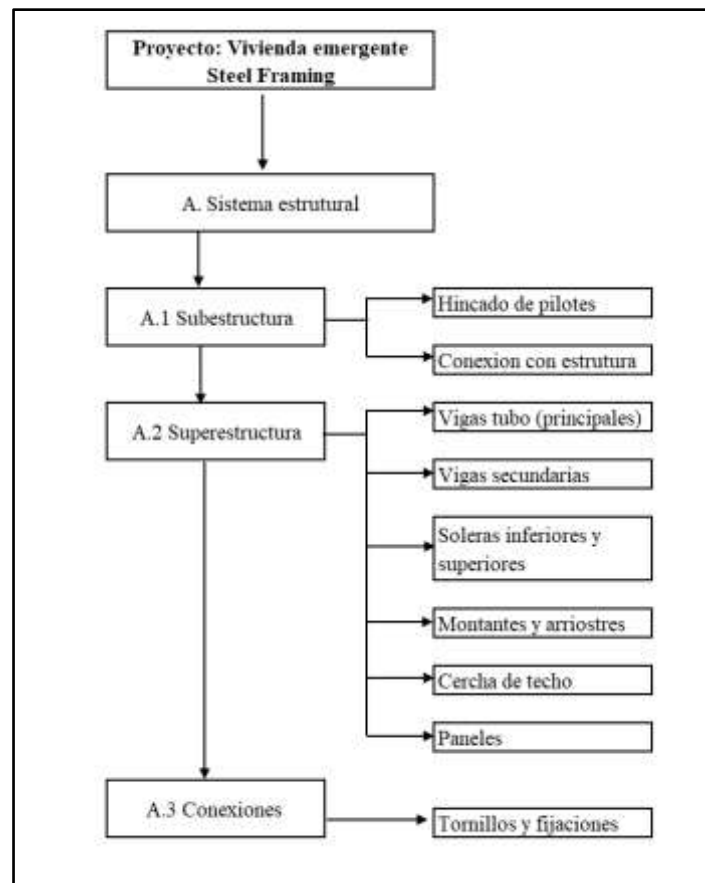 Proyecto: Vivienda emergente
Steel Framing
A. Sistema estrutural
A.1 Subestructura
Hincado de pilotes
Conexion con estrutura
A.2 Superestructura
Vigas tubo (principales)
Vigas secundarias
Soleras inferiores y
superiores
Montantes y arriostres
Cercha de techo
Paneles
A.3 Conexiones
Tornillos y fijaciones